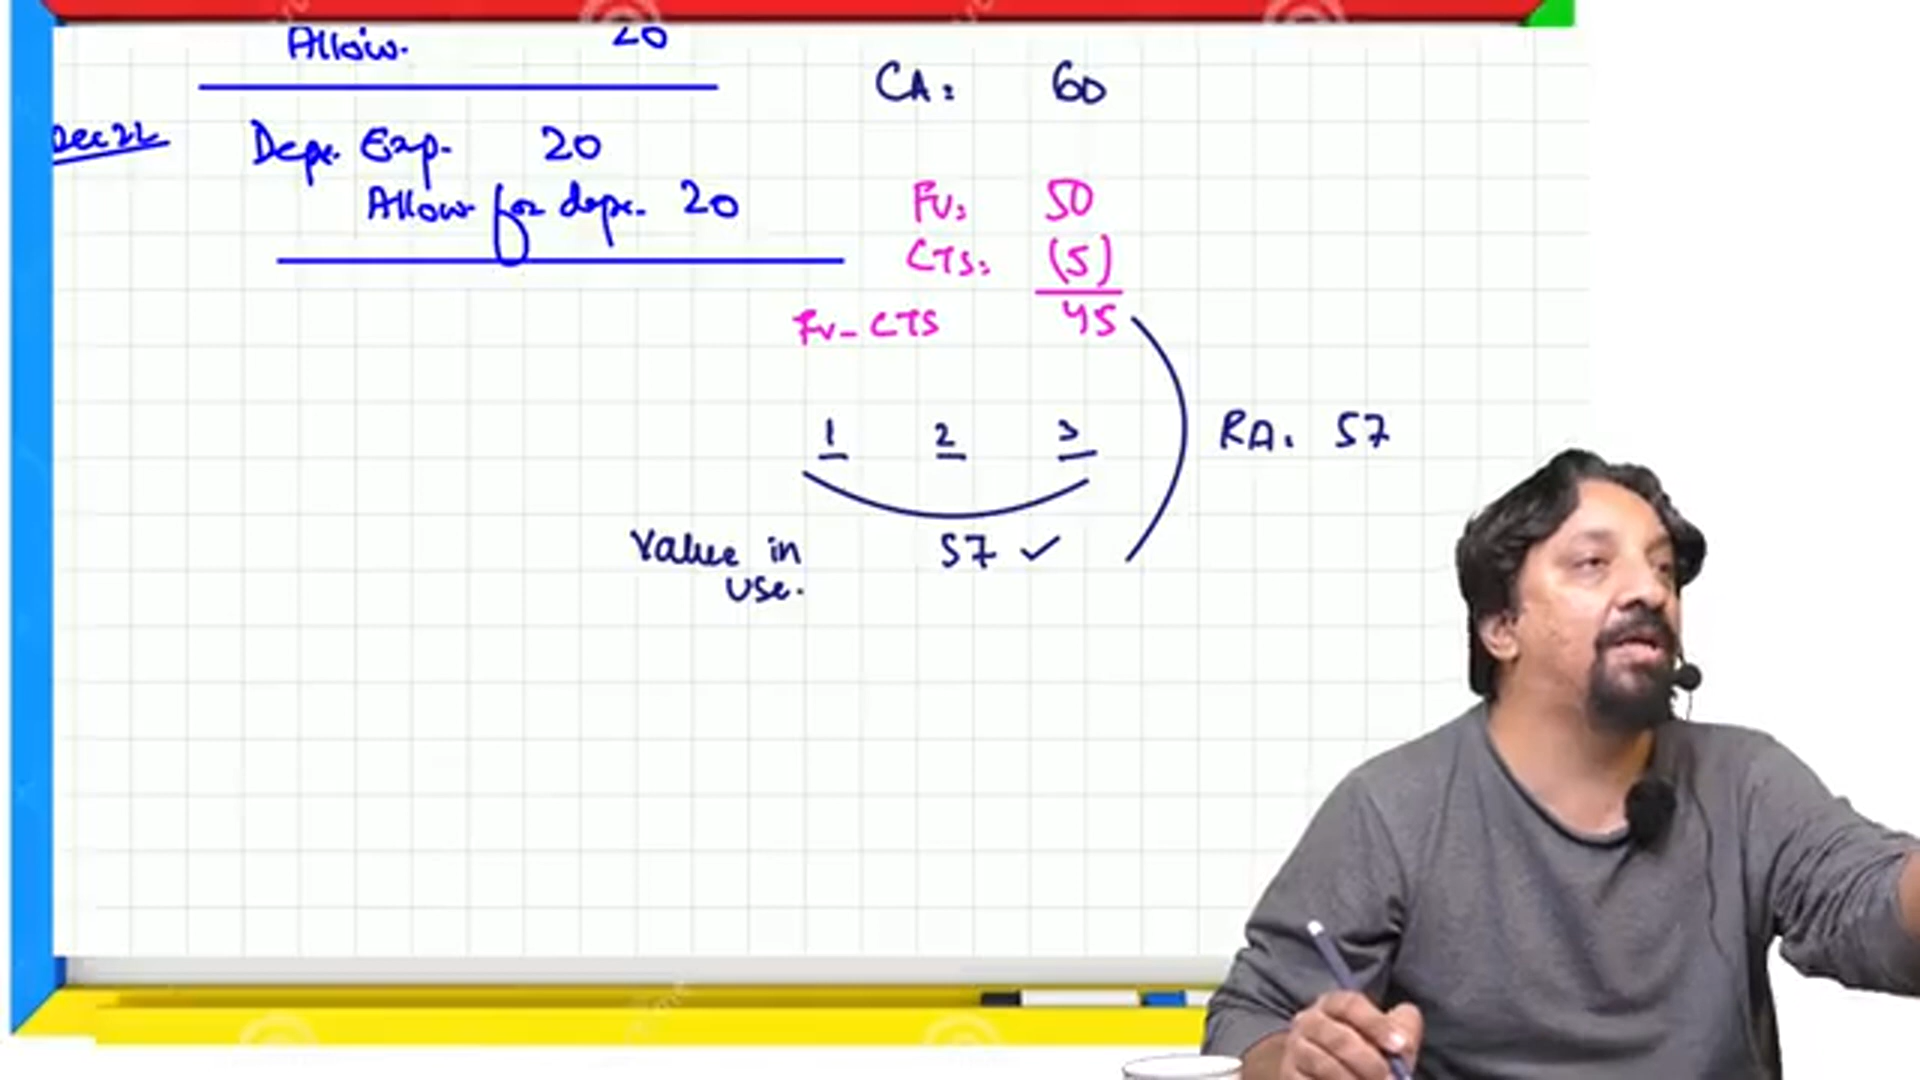 Allow. 20
Dec 22 Depr. Exp. 20
Allow for depr. 20
CA: 60
FV: 50
CTS: (5)
FV-CTS 45
1 2 3
RA: 57
Value in 57 ✓
use.